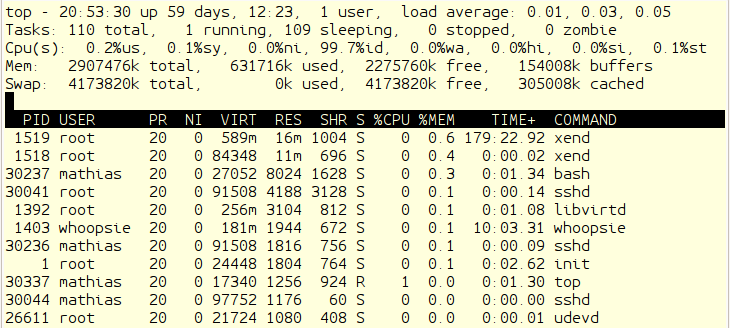 top - 20:53:30 up 59 days, 12:23,  1 user,  load average: 0.01, 0.03, 0.05
Tasks: 110 total,   1 running, 109 sleeping,   0 stopped,   0 zombie
Cpu(s):  0.2%us,  0.1%sy,  0.0%ni, 99.7%id,  0.0%wa,  0.0%hi,  0.0%si,  0.1%st
Mem:   2907476k total,   631716k used,  2275760k free,   154008k buffers
Swap:  4173820k total,        0k used,  4173820k free,   305008k cached
  PID USER      PR  NI  VIRT  RES  SHR S %CPU %MEM    TIME+  COMMAND
 1519 root      20   0  589m  16m 1004 S    0  0.6 179:22.92 xend
 1518 root      20   0 84348  11m  696 S    0  0.4   0:00.02 xend
30237 mathias   20   0 27052 8024 1628 S    0  0.3   0:01.34 bash
30041 root      20   0 91508 4188 3128 S    0  0.1   0:00.14 sshd
 1392 root      20   0  256m 3104  812 S    0  0.1   0:01.08 libvirtd
 1403 whoopsie  20   0  181m 1944  672 S    0  0.1  10:03.31 whoopsie
30236 mathias   20   0 91508 1816  756 S    0  0.1   0:00.09 sshd
    1 root      20   0 24448 1804  764 S    0  0.1   0:02.62 init
30337 mathias   20   0 17340 1256  924 R    1  0.0   0:01.30 top
30044 mathias   20   0 97752 1176   60 S    0  0.0   0:00.00 sshd
26611 root      20   0 21724 1080  408 S    0  0.0   0:00.01 udevd